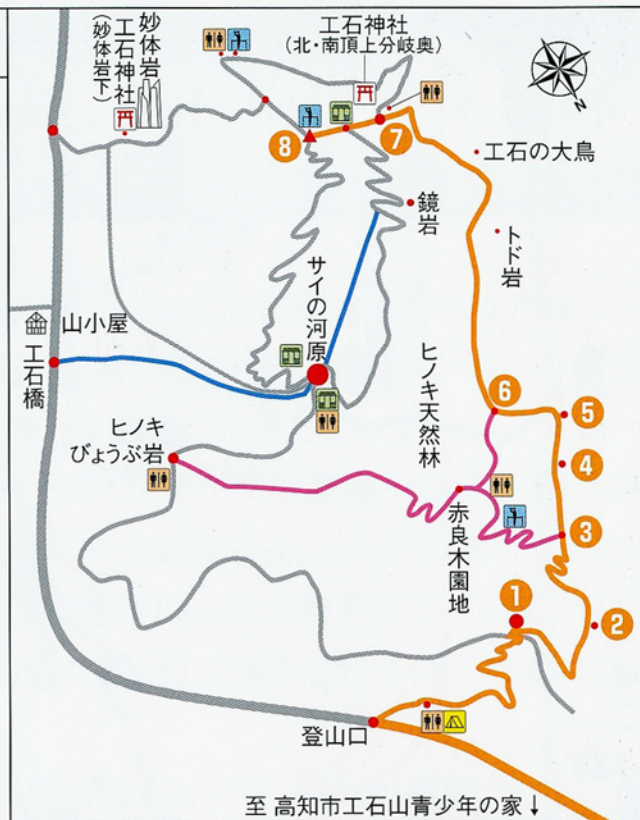 妙体岩
工石神社
(妙体岩下)
工石神社
(北・南頂上分岐奥)
N
8
7
工石の大鳥
鏡岩
トド岩
サイの河原
山小屋
工石橋
ヒノキ天然林
6
5
4
ヒノキ
びょうぶ岩
3
赤良木園地
1
2
登山口
至 高知市工石山青少年の家↓